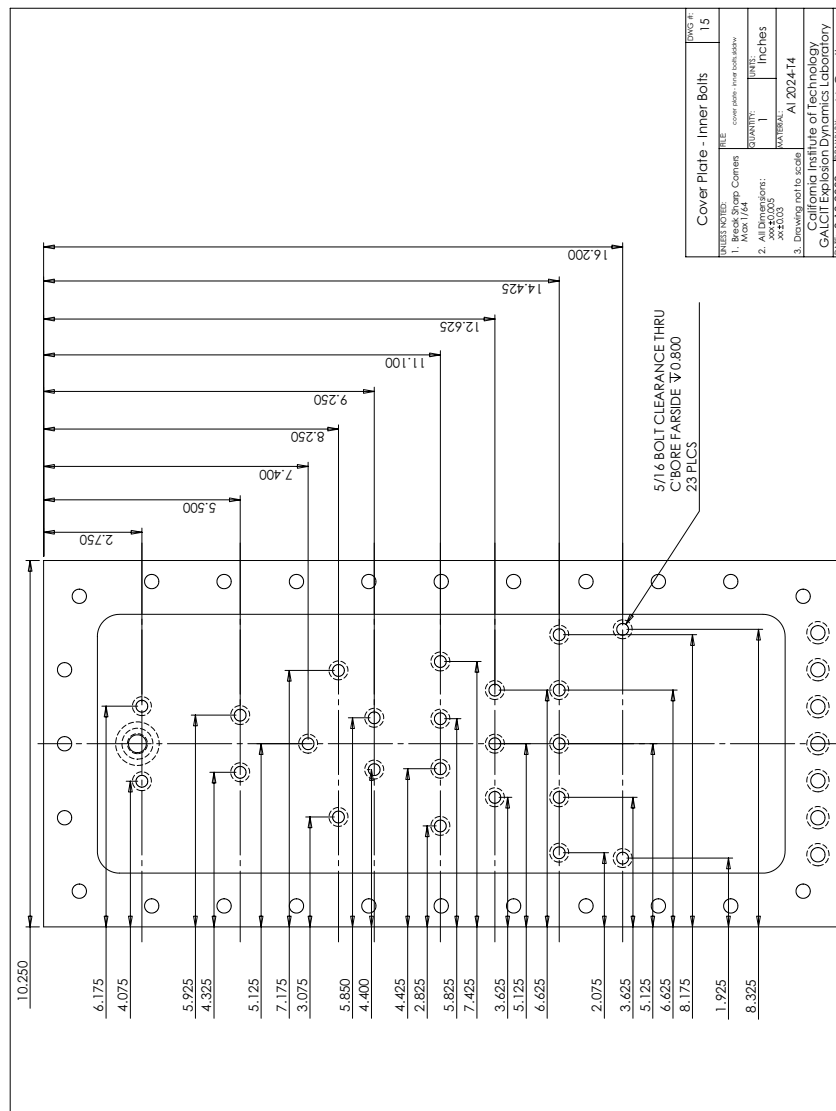 DWG #:
15
Cover Plate - Inner Bolts
UNLESS NOTED:
1. Break Sharp Corners
Max 1/64
2. All Dimensions:
.xxx±0.005
.xx±0.03
3. Drawing not to scale
FILE:
QUANTITY:
1
UNITS:
Inches
MATERIAL:
Al 2024-T4
California Institute of Technology
GALCIT Explosion Dynamics Laboratory
16.200
14.425
12.625
11.100
9.250
8.250
7.400
5.500
2.750
5/16 BOLT CLEARANCE THRU
C'BORE FARSIDE ↧0.800
23 PLCS
10.250
6.175
4.075
5.925
4.325
5.125
7.175
3.075
5.850
4.400
4.425
2.825
5.825
7.425
3.625
5.125
6.625
2.075
3.625
5.125
6.625
8.175
1.925
8.325